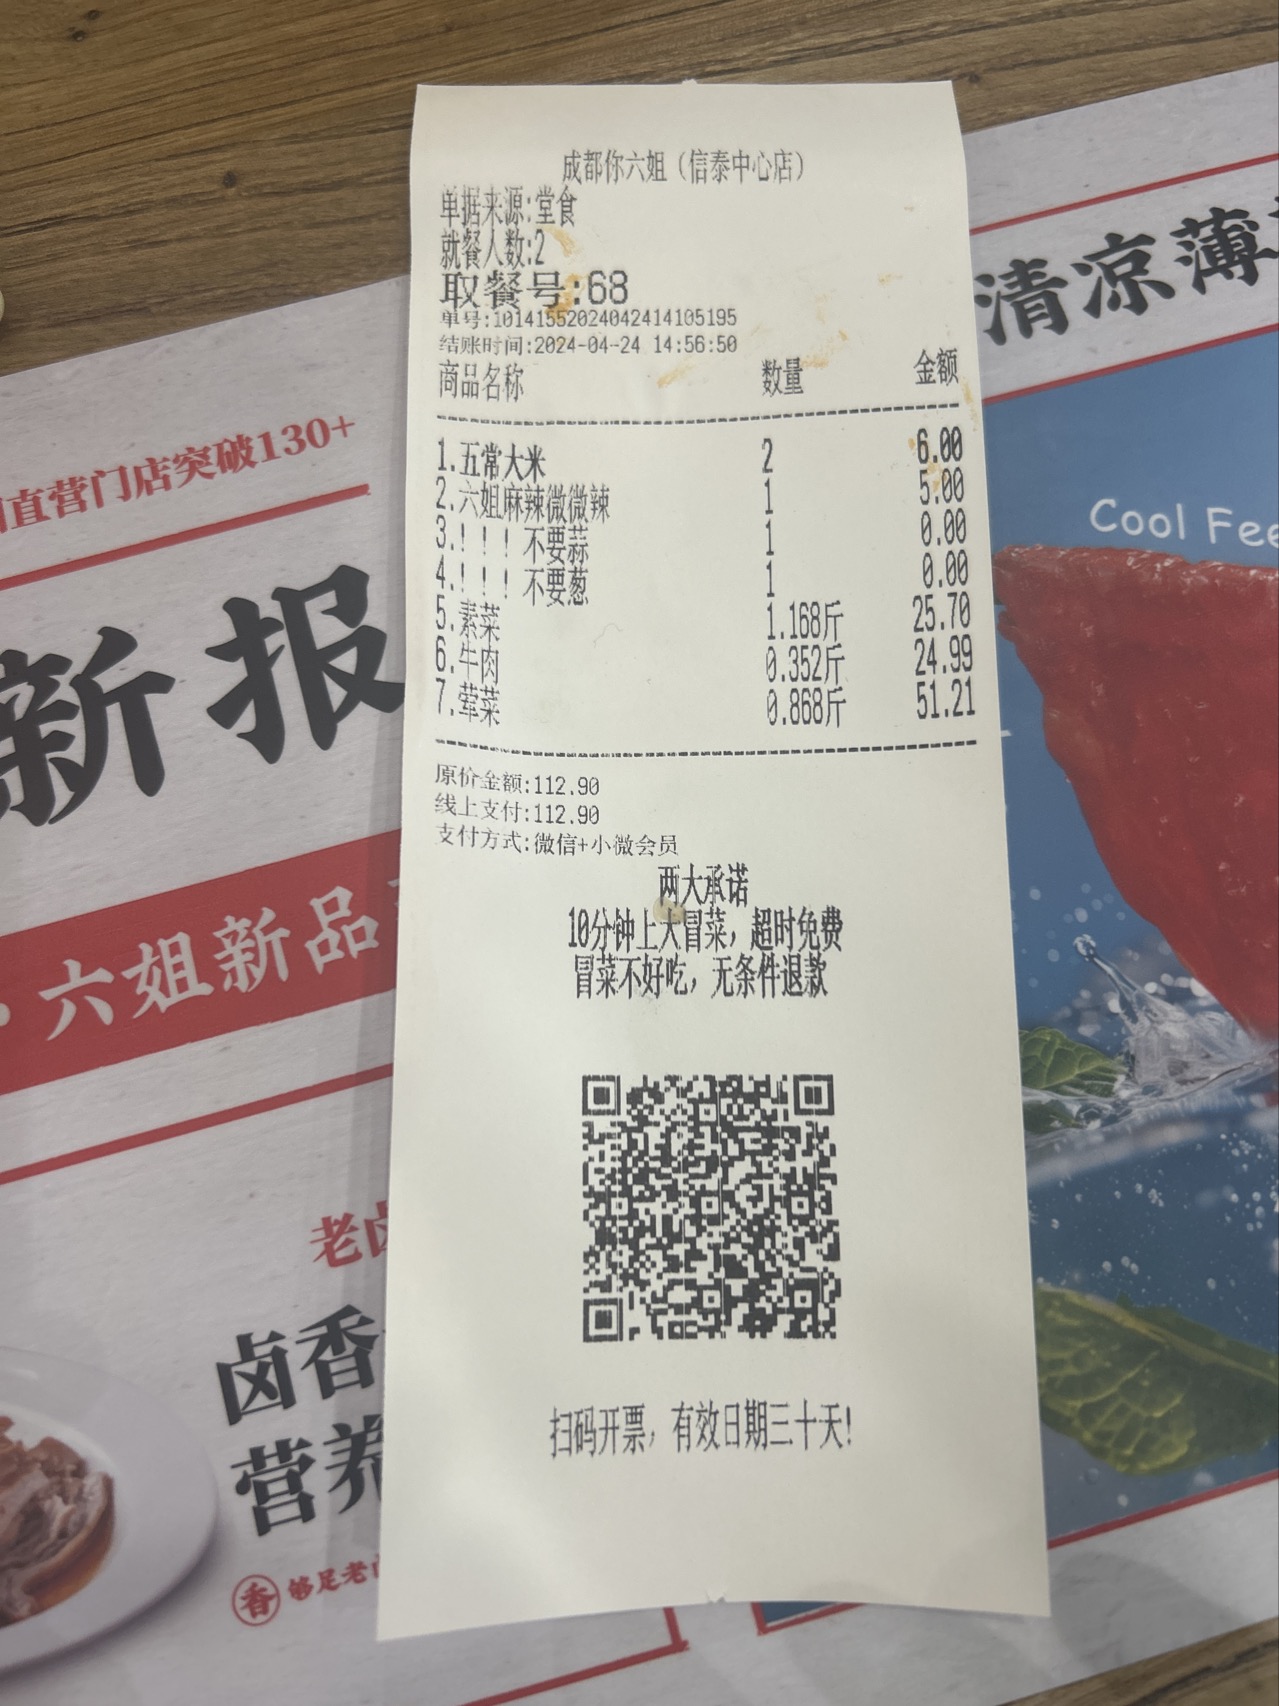 成都你六姐（信泰中心店）
单据来源:堂食
就餐人数:2
取餐号:68
单号:10141552024042414105195
结账时间:2024-04-24 14:56:50
商品名称 数量 金额
1.五常大米 2 6.00
2.六姐麻辣微微辣 1 5.00
3.！！！不要蒜 1 0.00
4.！！！不要葱 1 0.00
5.素菜 1.168斤 25.70
6.牛肉 0.352斤 24.99
7.荤菜 0.868斤 51.21
原价金额:112.90
线上支付:112.90
支付方式:微信+小微会员
两大承诺
10分钟上大冒菜，超时免费
冒菜不好吃，无条件退款
扫码开票，有效日期三十天!
直营门店突破130+
新报
·六姐新品
老卤
卤香
营养
香 够足老
清凉薄
Cool Fee